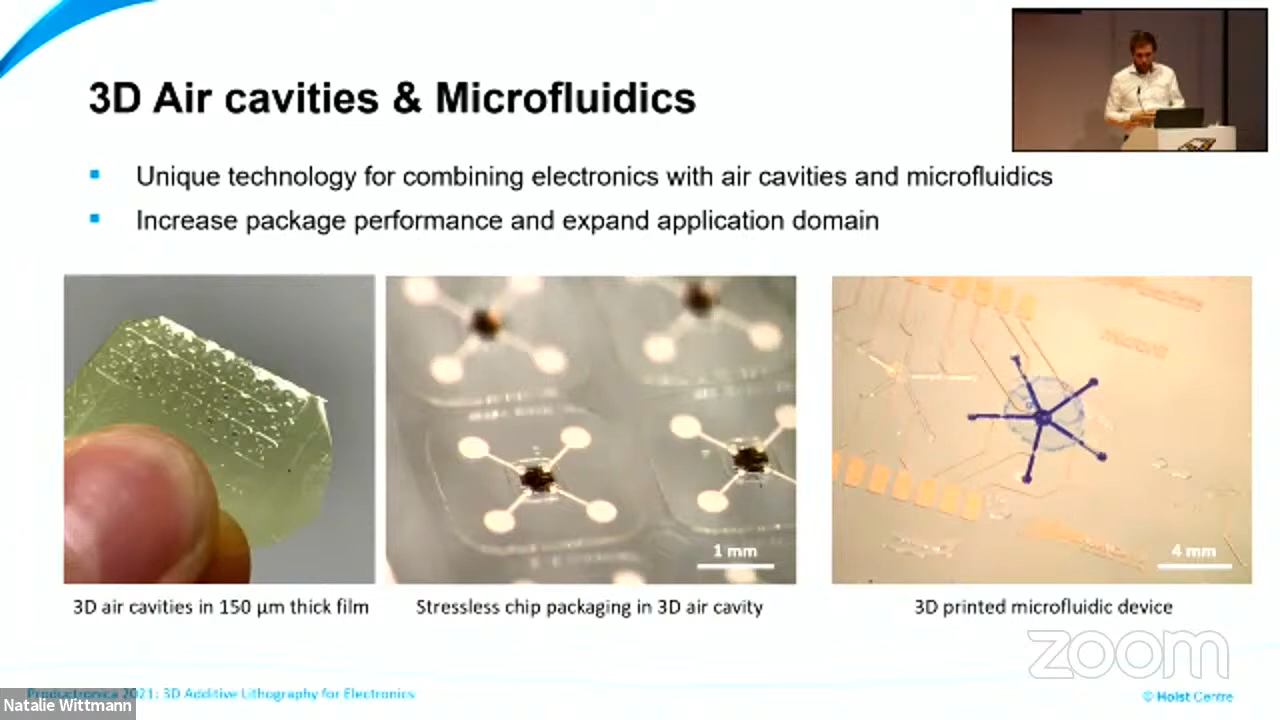 3D Air cavities & Microfluidics
Unique technology for combining electronics with air cavities and microfluidics
Increase package performance and expand application domain
1 mm
4 mm
3D air cavities in 150 µm thick film
Stressless chip packaging in 3D air cavity
3D printed microfluidic device
zoom
Productronica 2021: 3D Additive Lithography for Electronics
© Holst Centre
Natalie Wittmann